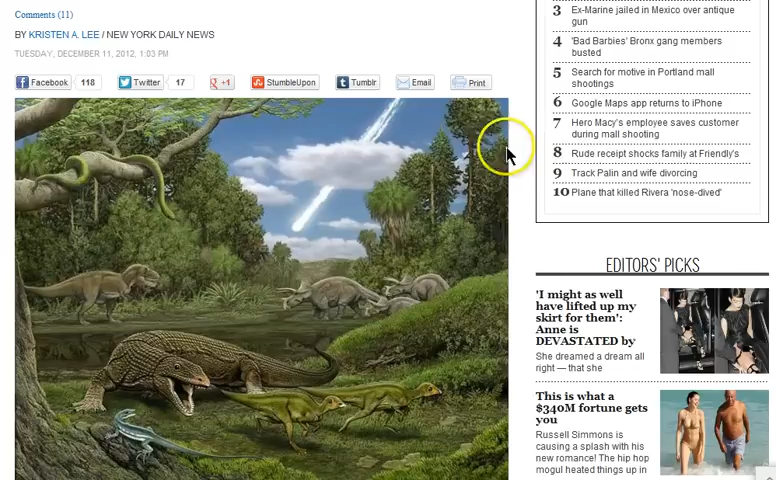 Comments (11)
BY KRISTEN A. LEE / NEW YORK DAILY NEWS
TUESDAY, DECEMBER 11, 2012, 1:03 PM
Facebook 118 Twitter 17 +1 StumbleUpon Tumblr Email Print
3 Ex-Marine jailed in Mexico over antique
gun
4 'Bad Barbies' Bronx gang members
busted
5 Search for motive in Portland mall
shootings
6 Google Maps app returns to iPhone
7 Hero Macy's employee saves customer
during mall shooting
8 Rude receipt shocks family at Friendly's
9 Track Palin and wife divorcing
10 Plane that killed Rivera 'nose-dived'
EDITORS' PICKS
'I might as well
have lifted up my
skirt for them':
Anne is
DEVASTATED by
She dreamed a dream all
right — that she
This is what a
$340M fortune gets
you
Russell Simmons is
causing a splash with his
new romance! The hip hop
mogul heated things up in